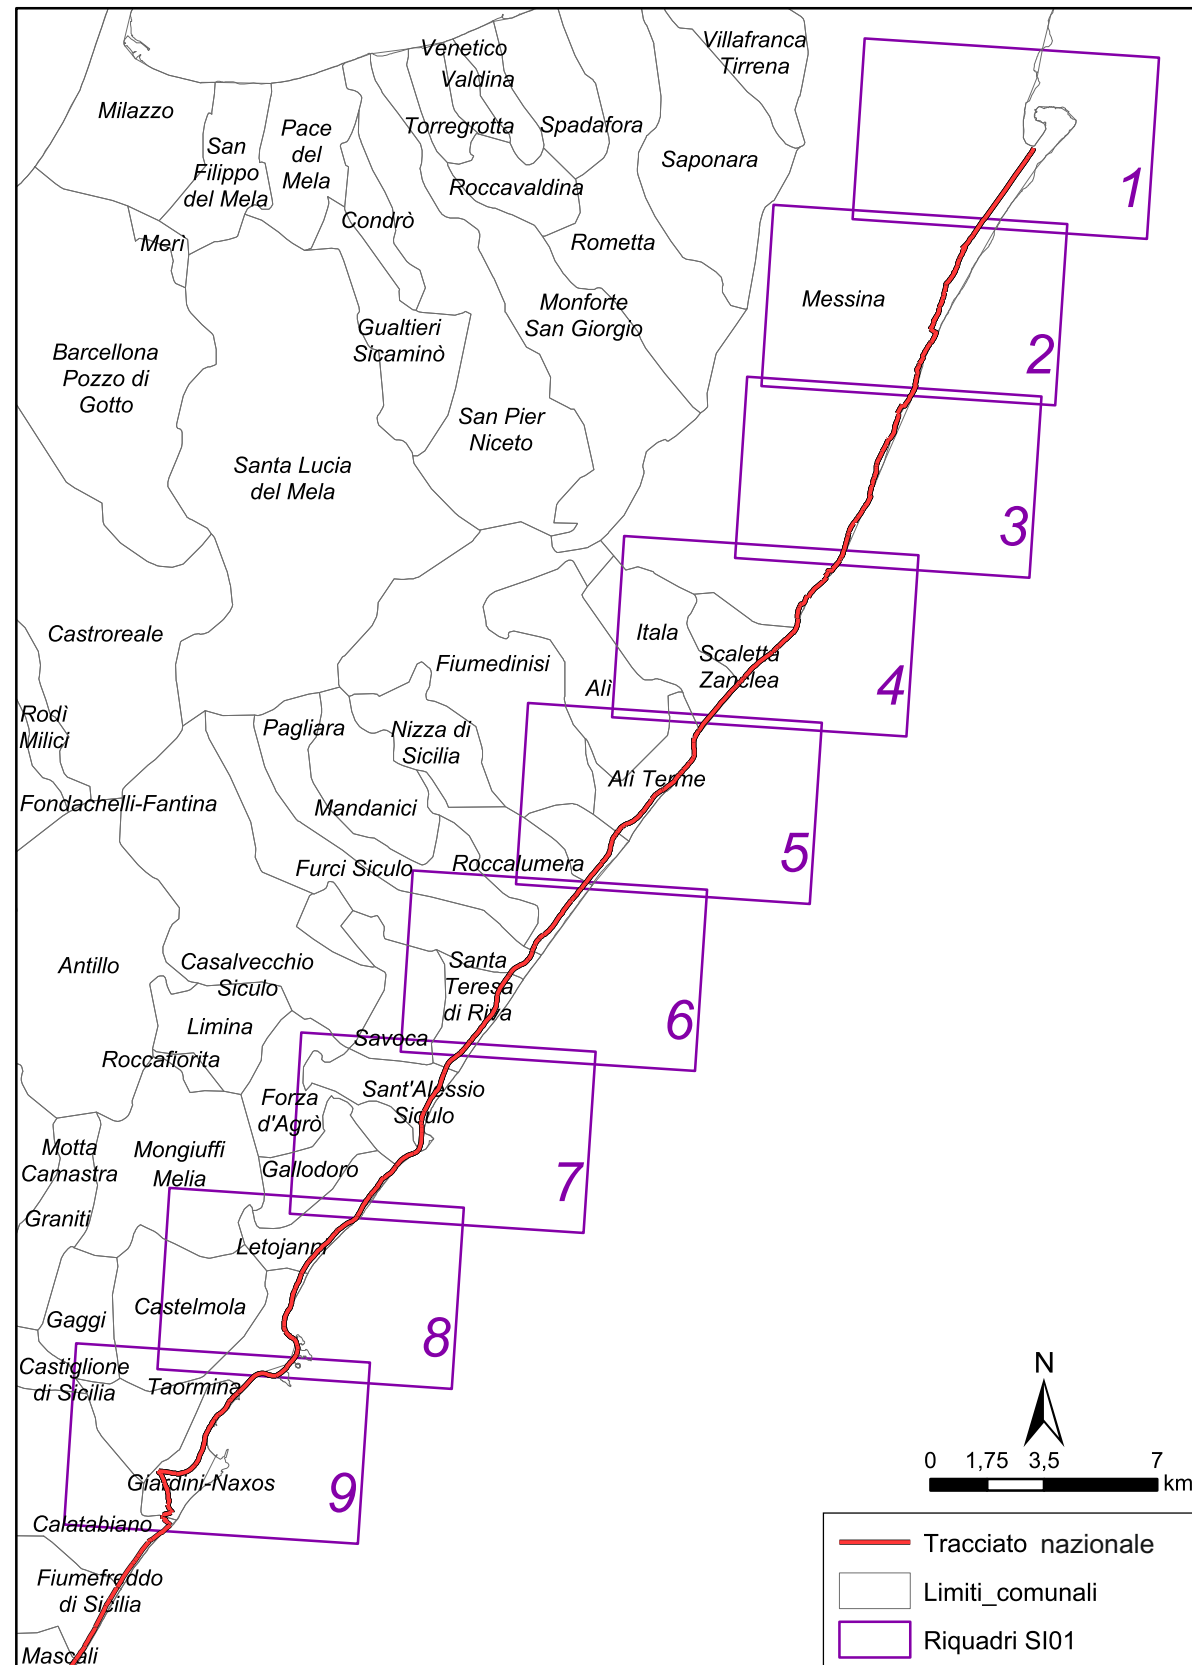 Venetico
Villafranca
Tirrena
Valdina
Milazzo
Pace
del
Mela
Torregrotta
Spadafora
San
Filippo
del Mela
Saponara
Roccavaldina
1
Condrò
Merì
Rometta
Messina
Monforte
San Giorgio
Gualtieri
Sicaminò
Barcellona
Pozzo di
Gotto
2
San Pier
Niceto
Santa Lucia
del Mela
3
Castroreale
Itala
Fiumedinisi
Scaletta
Zanclea
Alì
4
Rodì
Milici
Pagliara
Nizza di
Sicilia
Alì Terme
Fondachelli-Fantina
Mandanici
5
Furci Siculo
Roccalumera
Antillo
Casalvecchio
Siculo
Santa
Teresa
di Riva
6
Limina
Savoca
Roccafiorita
Forza
d'Agrò
Sant'Alessio
Siculo
Motta
Camastra
Mongiuffi
Melia
Gallodoro
7
Graniti
Letojanni
Castelmola
Gaggi
8
Castiglione
di Sicilia
Taormina
Giardini-Naxos
9
Calatabiano
Fiumefreddo
di Sicilia
Mascali
N
0 1,75 3,5 7
km
Tracciato nazionale
Limiti_comunali
Riquadri SI01